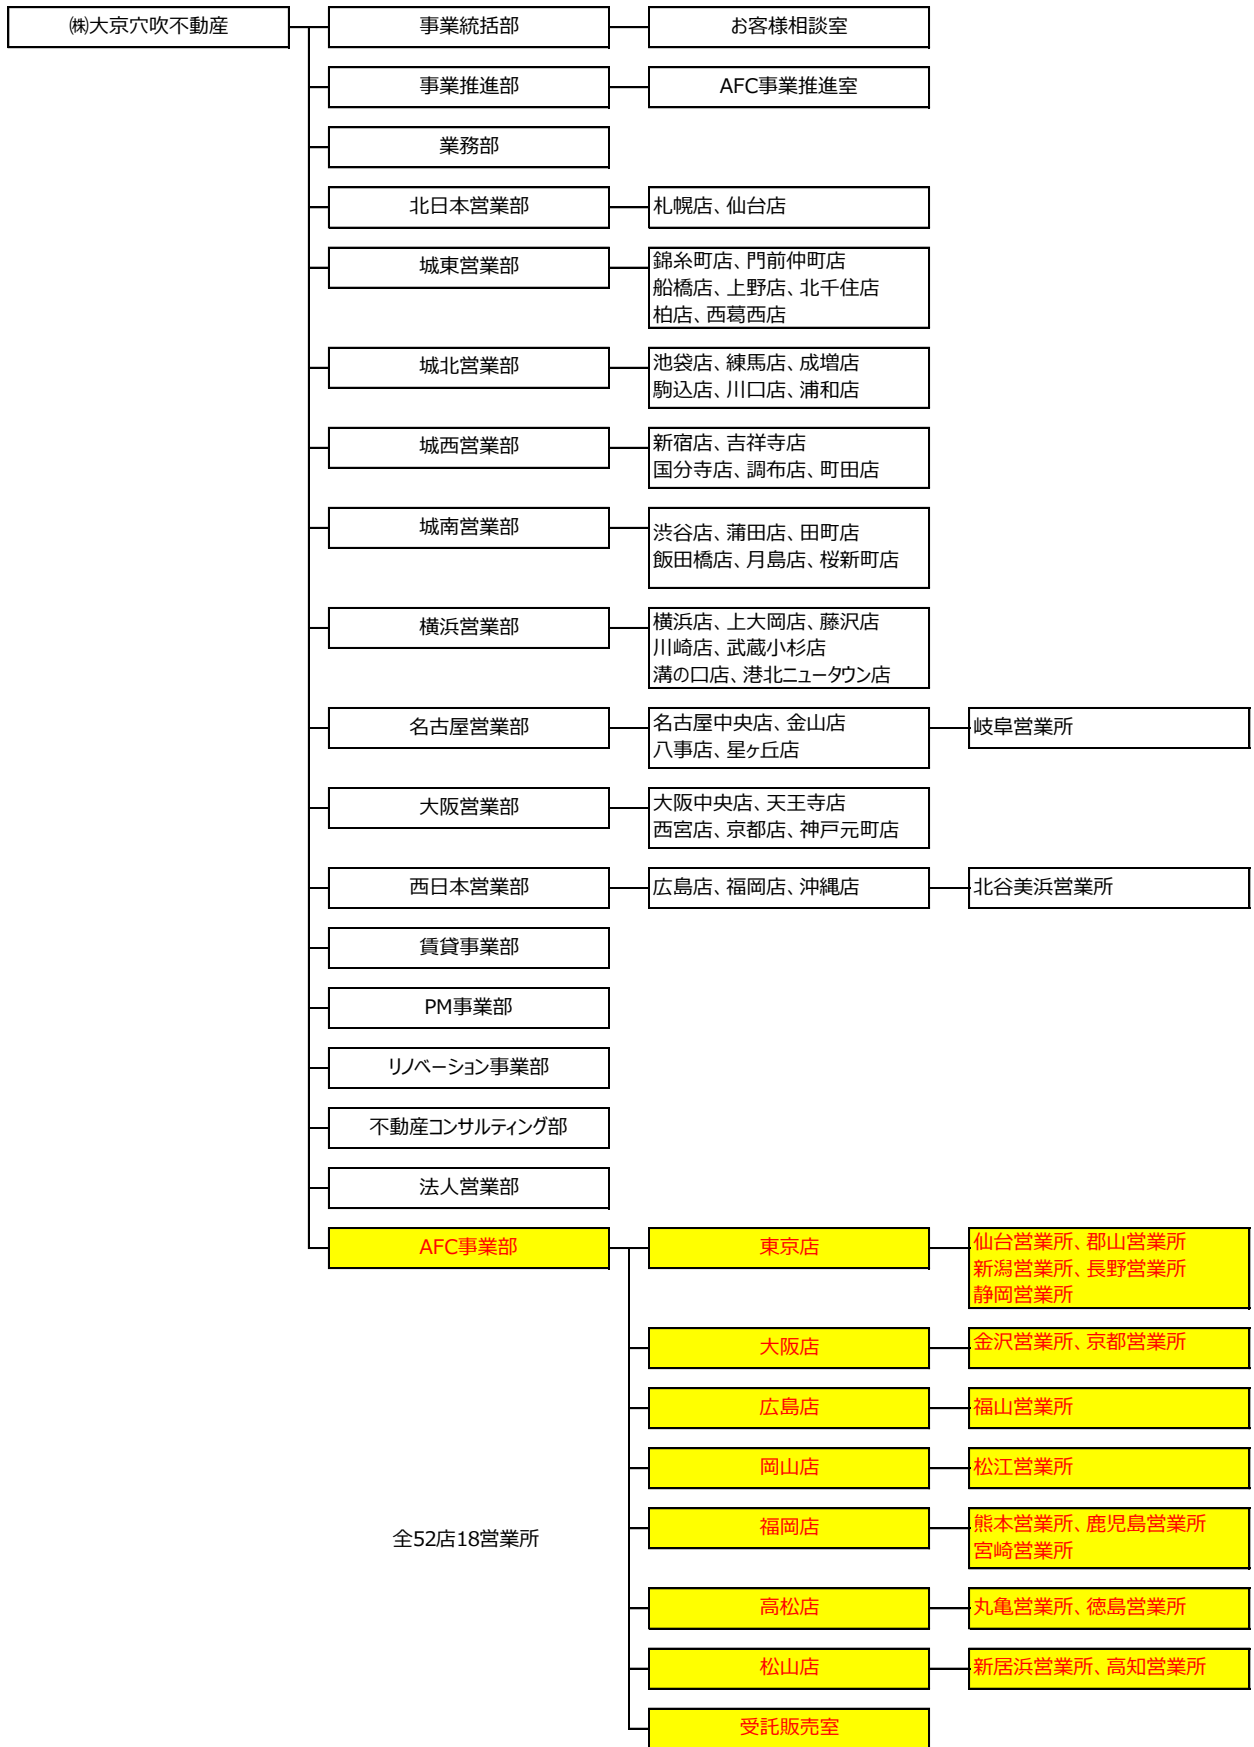 ㈱大京穴吹不動産
事業統括部
お客様相談室
事業推進部
AFC事業推進室
業務部
北日本営業部
札幌店、仙台店
城東営業部
錦糸町店、門前仲町店
船橋店、上野店、北千住店
柏店、西葛西店
城北営業部
池袋店、練馬店、成増店
駒込店、川口店、浦和店
城西営業部
新宿店、吉祥寺店
国分寺店、調布店、町田店
城南営業部
渋谷店、蒲田店、田町店
飯田橋店、月島店、桜新町店
横浜営業部
横浜店、上大岡店、藤沢店
川崎店、武蔵小杉店
溝の口店、港北ニュータウン店
名古屋営業部
名古屋中央店、金山店
八事店、星ヶ丘店
岐阜営業所
大阪営業部
大阪中央店、天王寺店
西宮店、京都店、神戸元町店
西日本営業部
広島店、福岡店、沖縄店
北谷美浜営業所
賃貸事業部
PM事業部
リノベーション事業部
不動産コンサルティング部
法人営業部
AFC事業部
東京店
仙台営業所、郡山営業所
新潟営業所、長野営業所
静岡営業所
大阪店
金沢営業所、京都営業所
広島店
福山営業所
岡山店
松江営業所
福岡店
熊本営業所、鹿児島営業所
宮崎営業所
全52店18営業所
高松店
丸亀営業所、徳島営業所
松山店
新居浜営業所、高知営業所
受託販売室